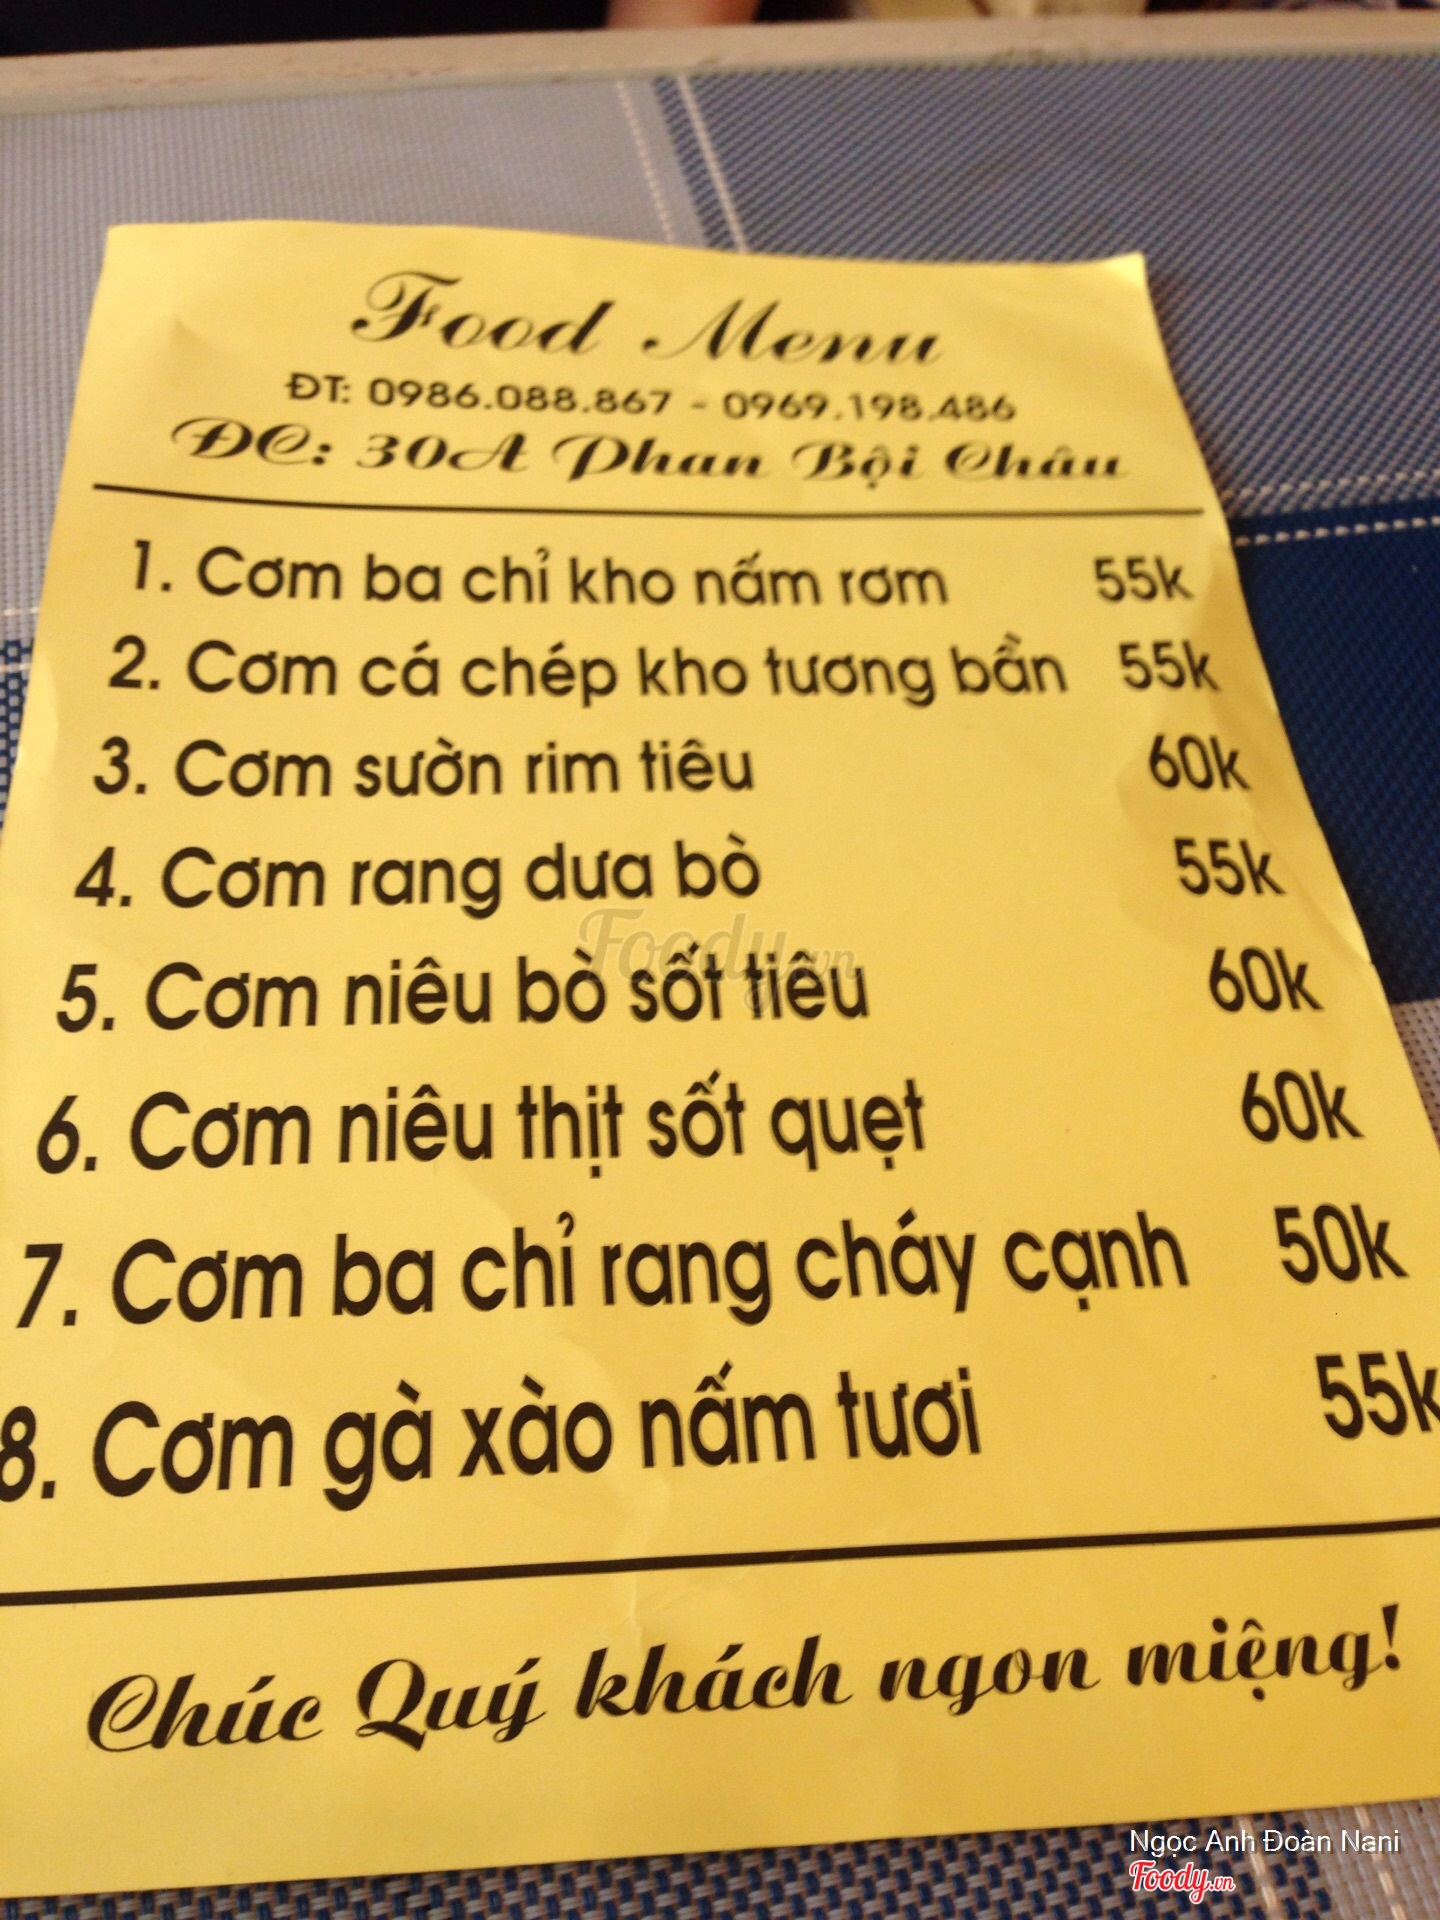 Food Menu
ĐT: 0986.088.867 - 0969.198.486
ĐC: 30A Phan Bội Châu
1. Cơm ba chỉ kho nấm rơm 55k
2. Cơm cá chép kho tương bần 55k
3. Cơm sườn rim tiêu 60k
4. Cơm rang dưa bò 55k
5. Cơm niêu bò sốt tiêu 60k
6. Cơm niêu thịt sốt quẹt 60k
7. Cơm ba chỉ rang cháy cạnh 50k
8. Cơm gà xào nấm tươi 55k
Chúc Quý khách ngon miệng!
Foody.vn
Ngọc Anh Đoàn Nani
Foody.vn